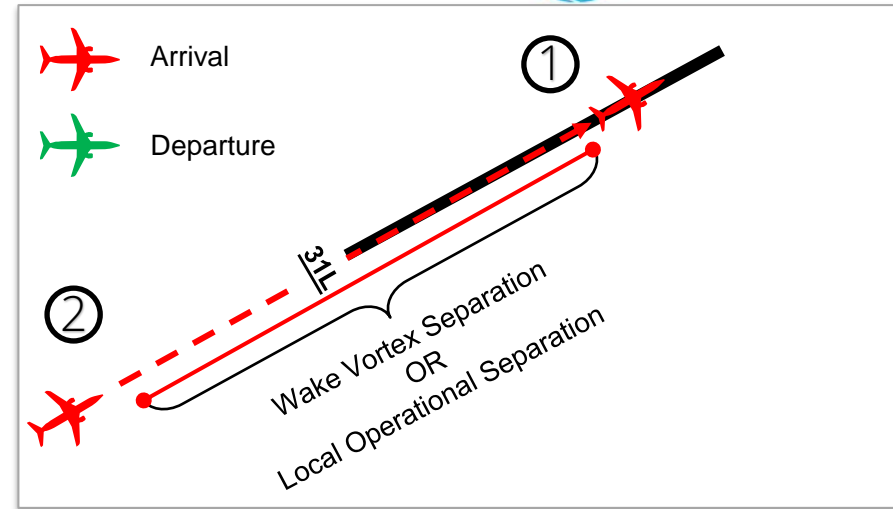 Arrival
Departure
1
31L
2
Wake Vortex Separation
OR
Local Operational Separation